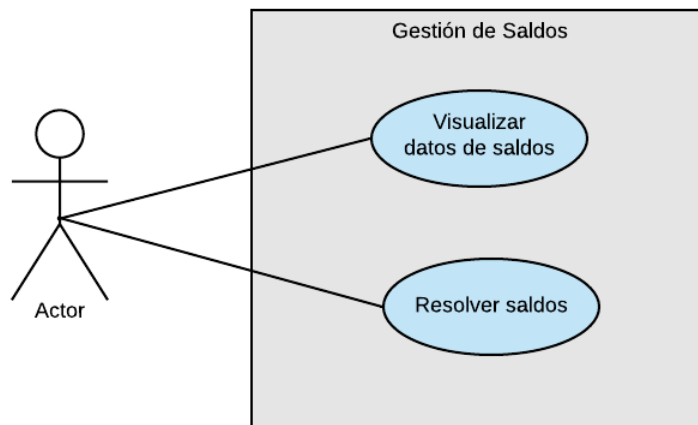 Gestión de Saldos
Visualizar
datos de saldos
Resolver saldos
Actor